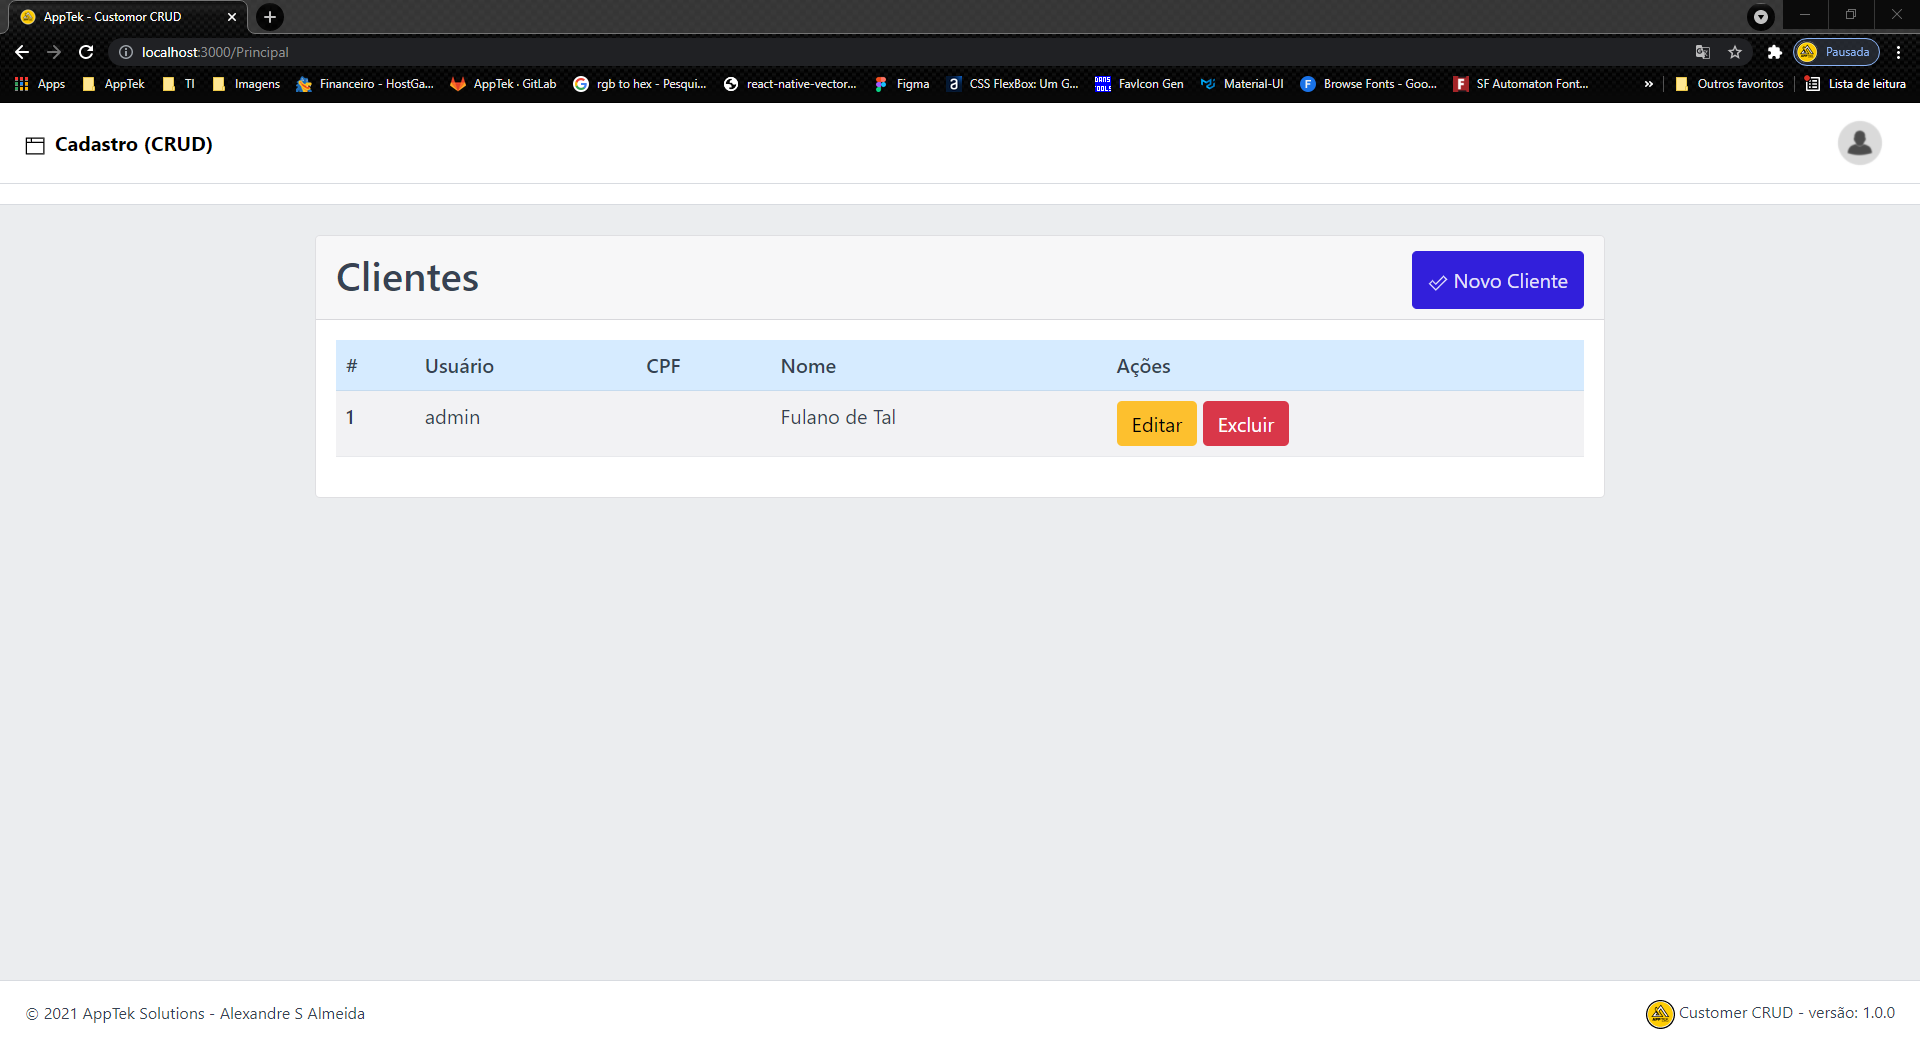 AppTek - Customor CRUD
localhost:3000/Principal
Pausada
Apps AppTek TI Imagens Financeiro - HostGa... AppTek · GitLab rgb to hex - Pesqui... react-native-vector... Figma CSS FlexBox: Um G... FavIcon Gen Material-UI Browse Fonts - Goo... SF Automaton Font... » Outros favoritos Lista de leitura
Cadastro (CRUD)
Clientes
Novo Cliente
# Usuário CPF Nome Ações
1 admin Fulano de Tal Editar Excluir
© 2021 AppTek Solutions - Alexandre S Almeida
Customer CRUD - versão: 1.0.0